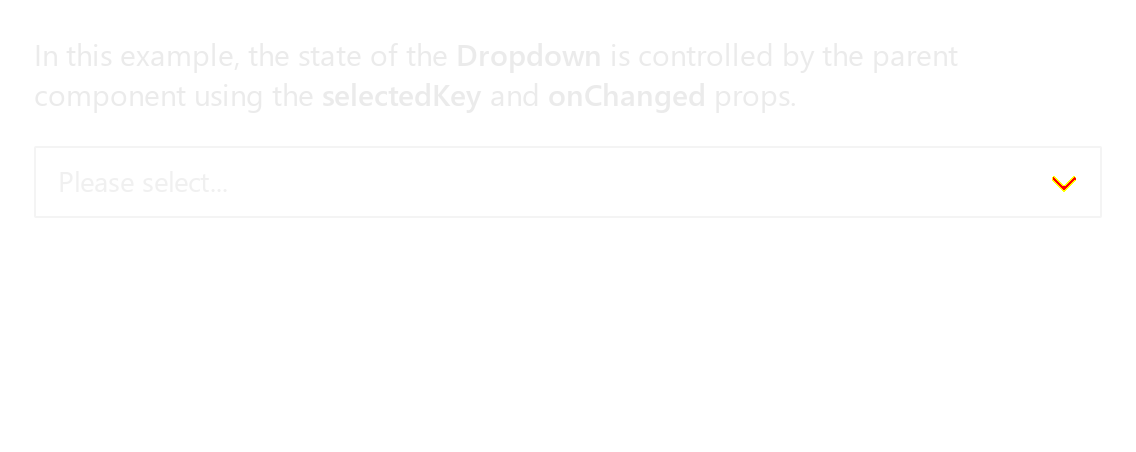 In this example, the state of the Dropdown is controlled by the parent
component using the selectedKey and onChanged props.
Please select...